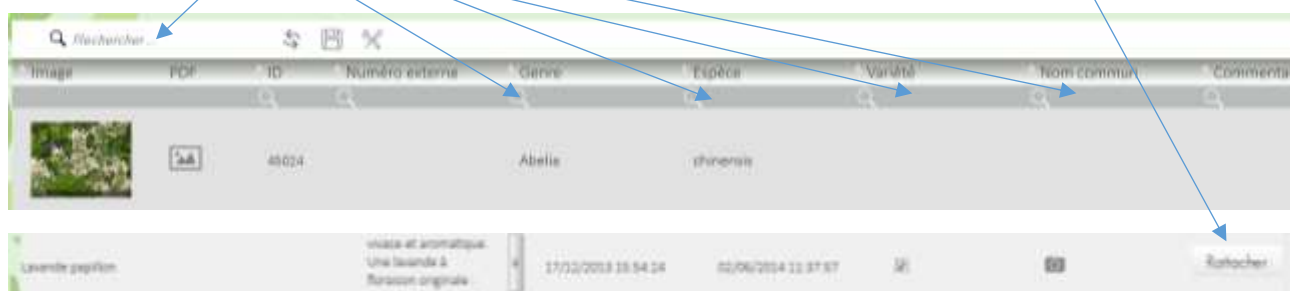 Rechercher ...
Image PDF ID Numéro externe Genre Espèce Variété Nom commun Commenta
45024 Abelia chinensis
Lavande papillon
vivace et aromatique.
Une lavande à
floraison originale
17/12/2013 15:54:24 02/06/2014 11:37:57
Ratacher